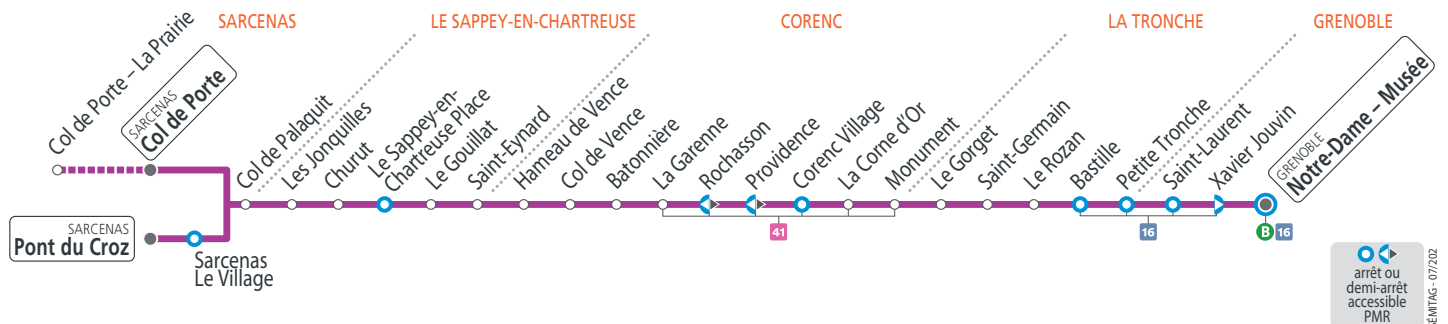 SARCENAS
LE SAPPEY-EN-CHARTREUSE
CORENC
LA TRONCHE
GRENOBLE
Col de Porte – La Prairie
SARCENAS
Col de Porte
SARCENAS
Pont du Croz
Sarcenas
Le Village
Col de Palaquit
Les Jonquilles
Churut
Le Sappey-en-
Chartreuse Place
Le Gouillat
Saint-Eynard
Hameau de Vence
Col de Vence
Batonnière
La Garenne
Rochasson
Providence
Corenc Village
La Corne d'Or
Monument
Le Gorget
Saint-Germain
Le Rozan
Bastille
Petite Tronche
Saint-Laurent
Xavier Jouvin
GRENOBLE
Notre-Dame – Musée
41
16
B 16
arrêt ou
demi-arrêt
accessible
PMR
SÉMITAG - 07/202